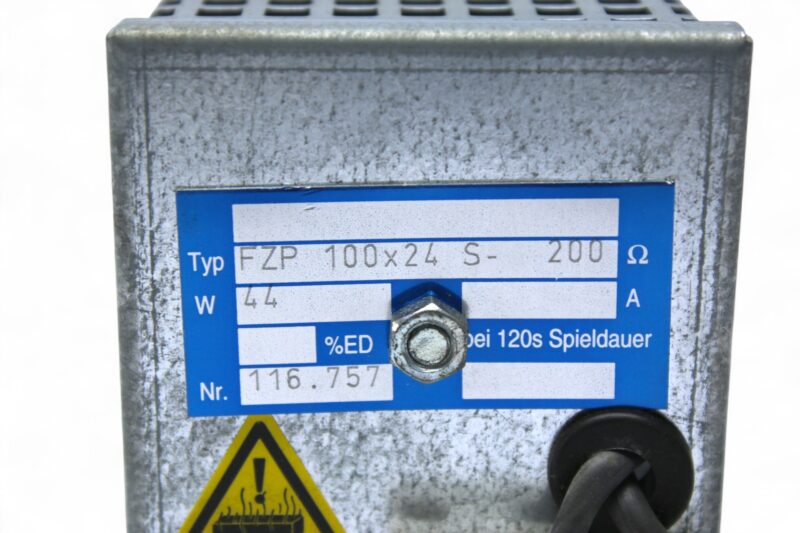 Typ FZP 100x24 S- 200 Ω
W 44 A
%ED bei 120s Spieldauer
Nr. 116.757
!